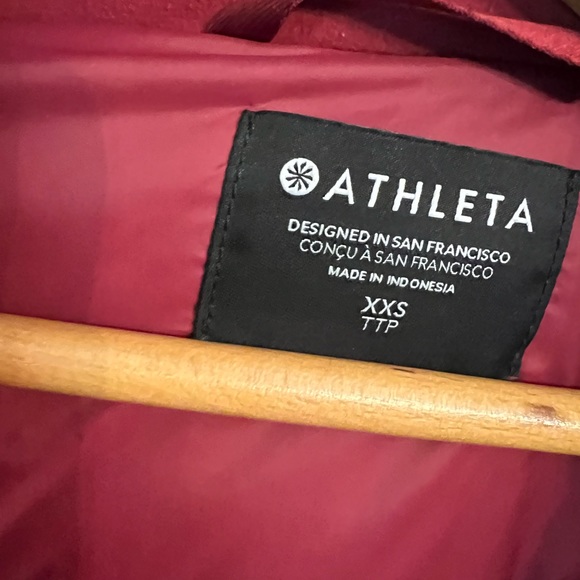 ATHLETA
DESIGNED IN SAN FRANCISCO
CONÇU À SAN FRANCISCO
MADE IN INDONESIA
XXS
TTP